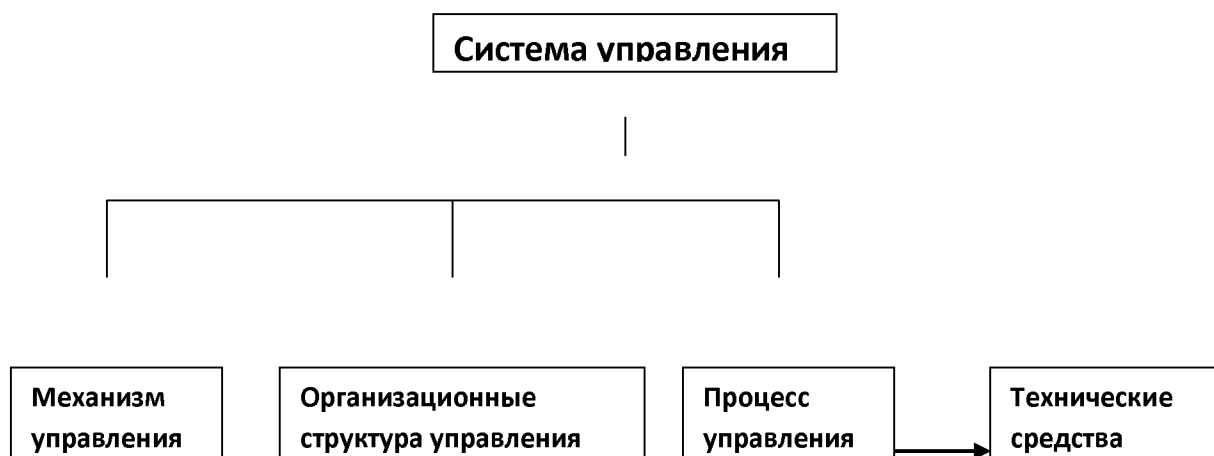 Система управления
Механизм
управления
Организационные
структура управления
Процесс
управления
Технические
средства